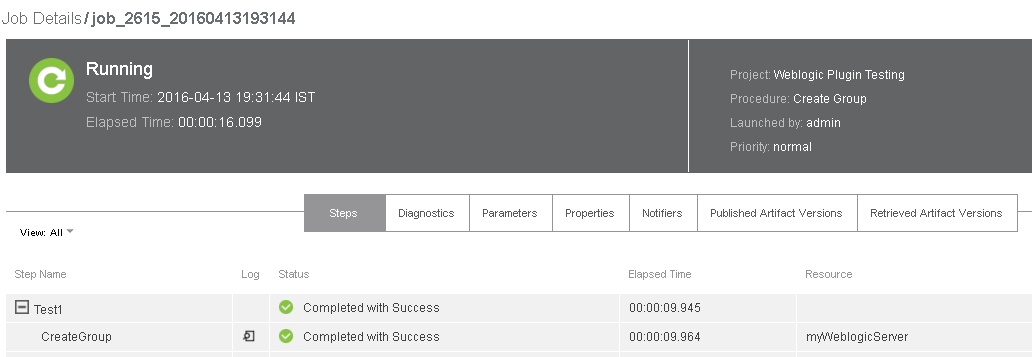 Job Details / job_2615_20160413193144
Running
Start Time: 2016-04-13 19:31:44 IST
Elapsed Time: 00:00:16.099
Project: Weblogic Plugin Testing
Procedure: Create Group
Launched by: admin
Priority: normal
Steps Diagnostics Parameters Properties Notifiers Published Artifact Versions Retrieved Artifact Versions
View: All
Step Name Log Status Elapsed Time Resource
Test1 Completed with Success 00:00:09.945
CreateGroup Completed with Success 00:00:09.964 myWeblogicServer